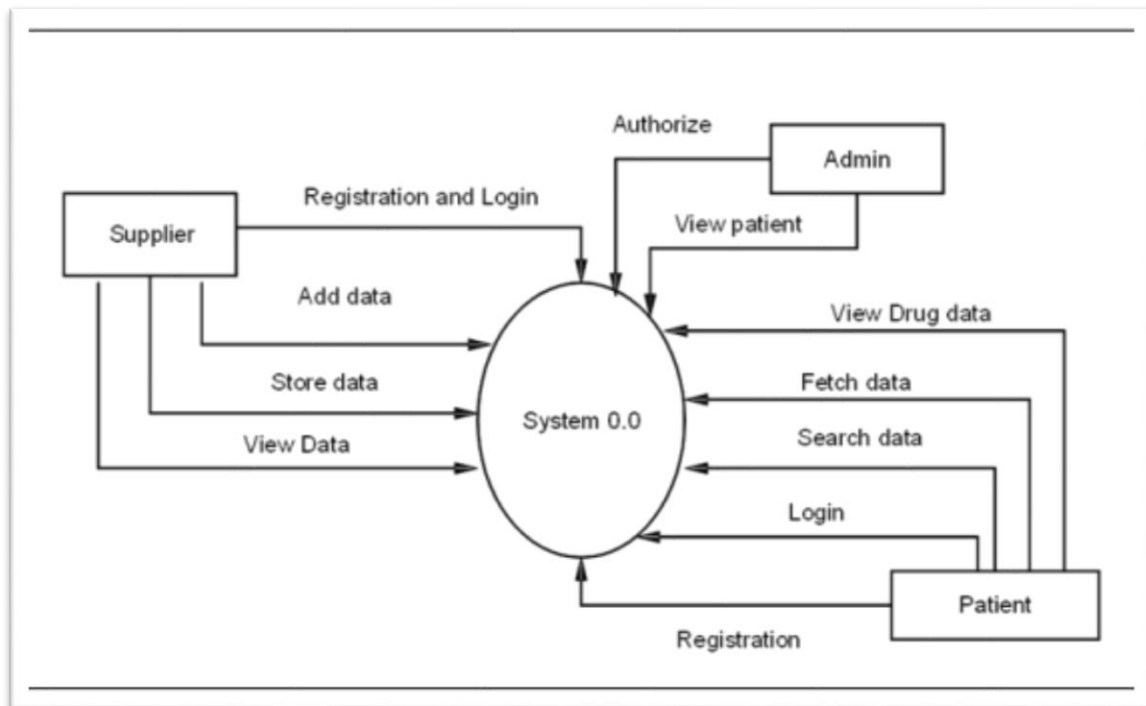 Authorize
Admin
Registration and Login
Supplier
View patient
Add data
View Drug data
Store data
Fetch data
System 0.0
View Data
Search data
Login
Patient
Registration